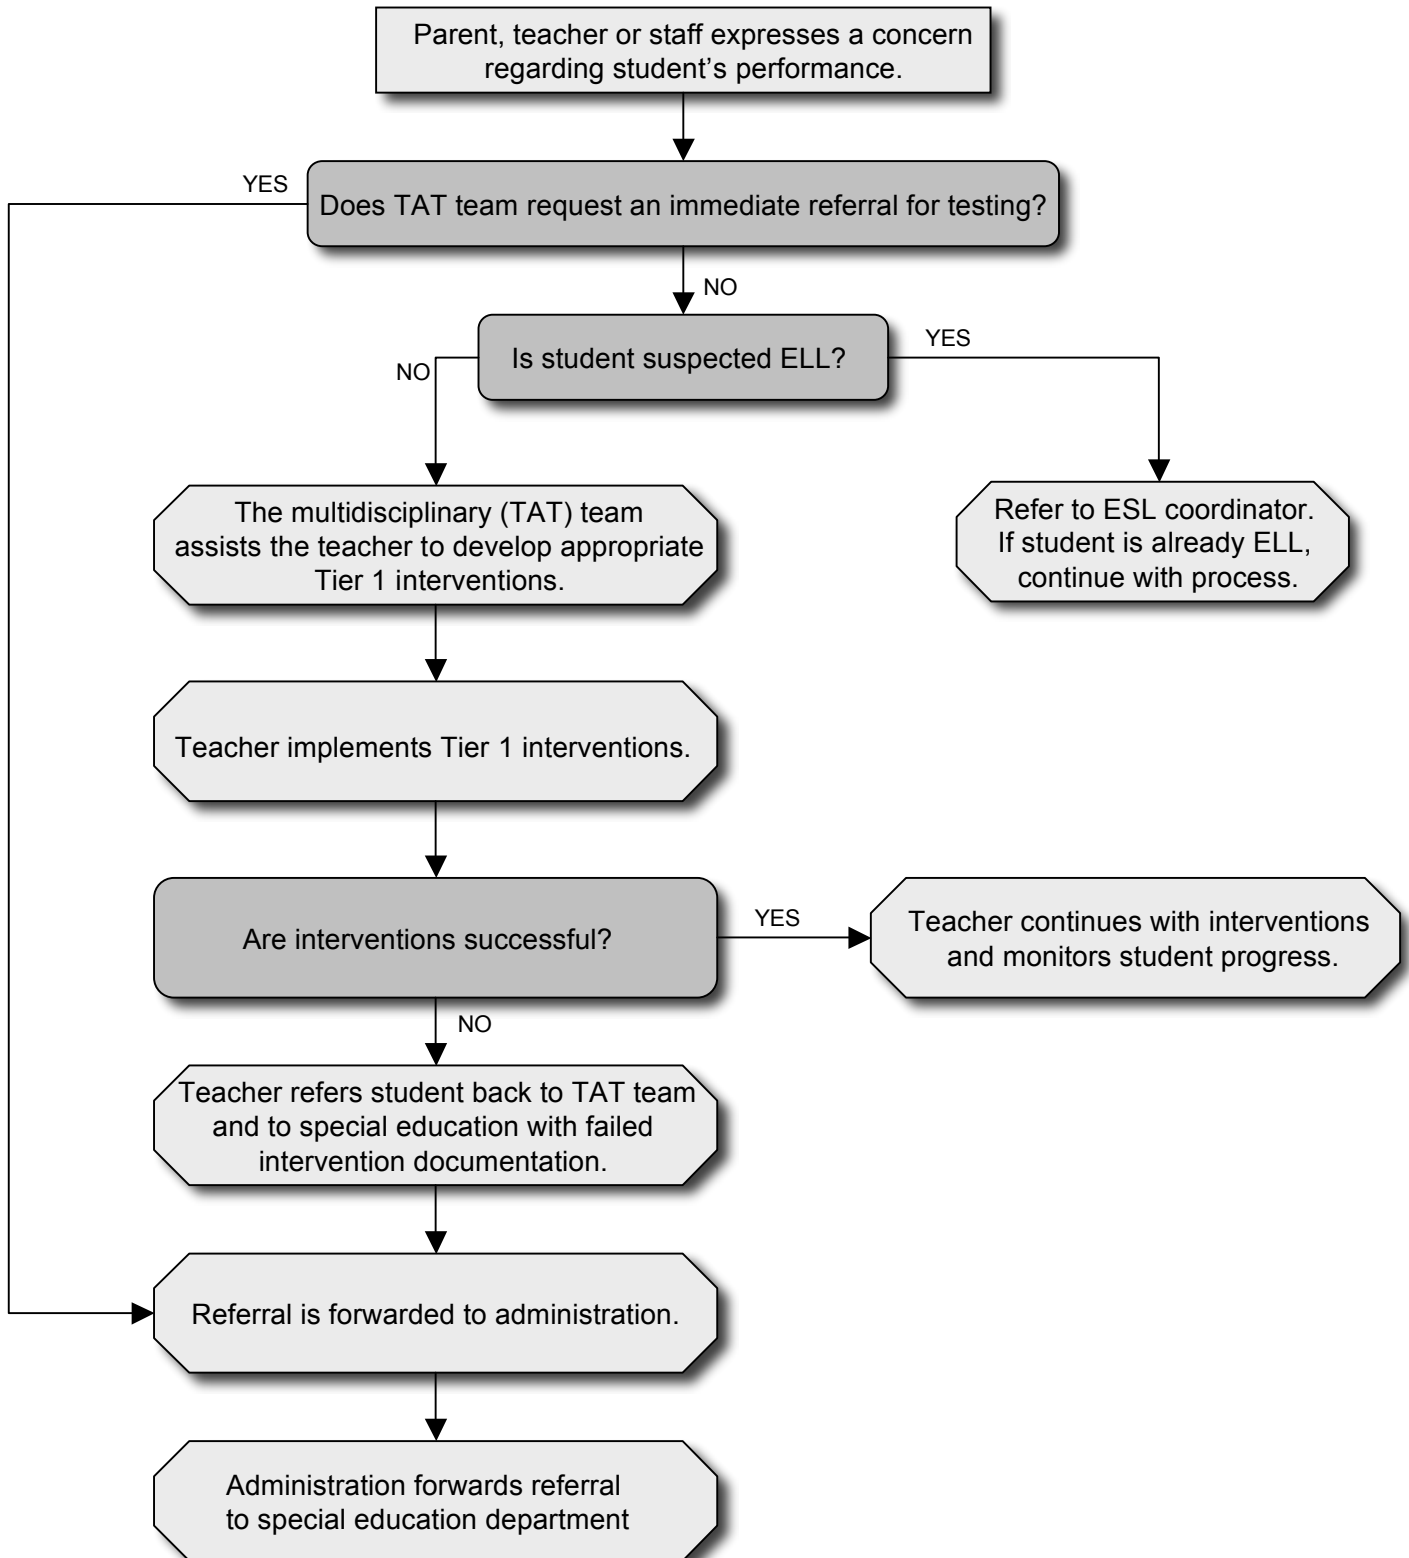 Parent, teacher or staff expresses a concern
regarding student’s performance.
YES
Does TAT team request an immediate referral for testing?
NO
Is student suspected ELL?
YES
NO
The multidisciplinary (TAT) team
assists the teacher to develop appropriate
Tier 1 interventions.
Refer to ESL coordinator.
If student is already ELL,
continue with process.
Teacher implements Tier 1 interventions.
Are interventions successful?
YES
Teacher continues with interventions
and monitors student progress.
NO
Teacher refers student back to TAT team
and to special education with failed
intervention documentation.
Referral is forwarded to administration.
Administration forwards referral
to special education department